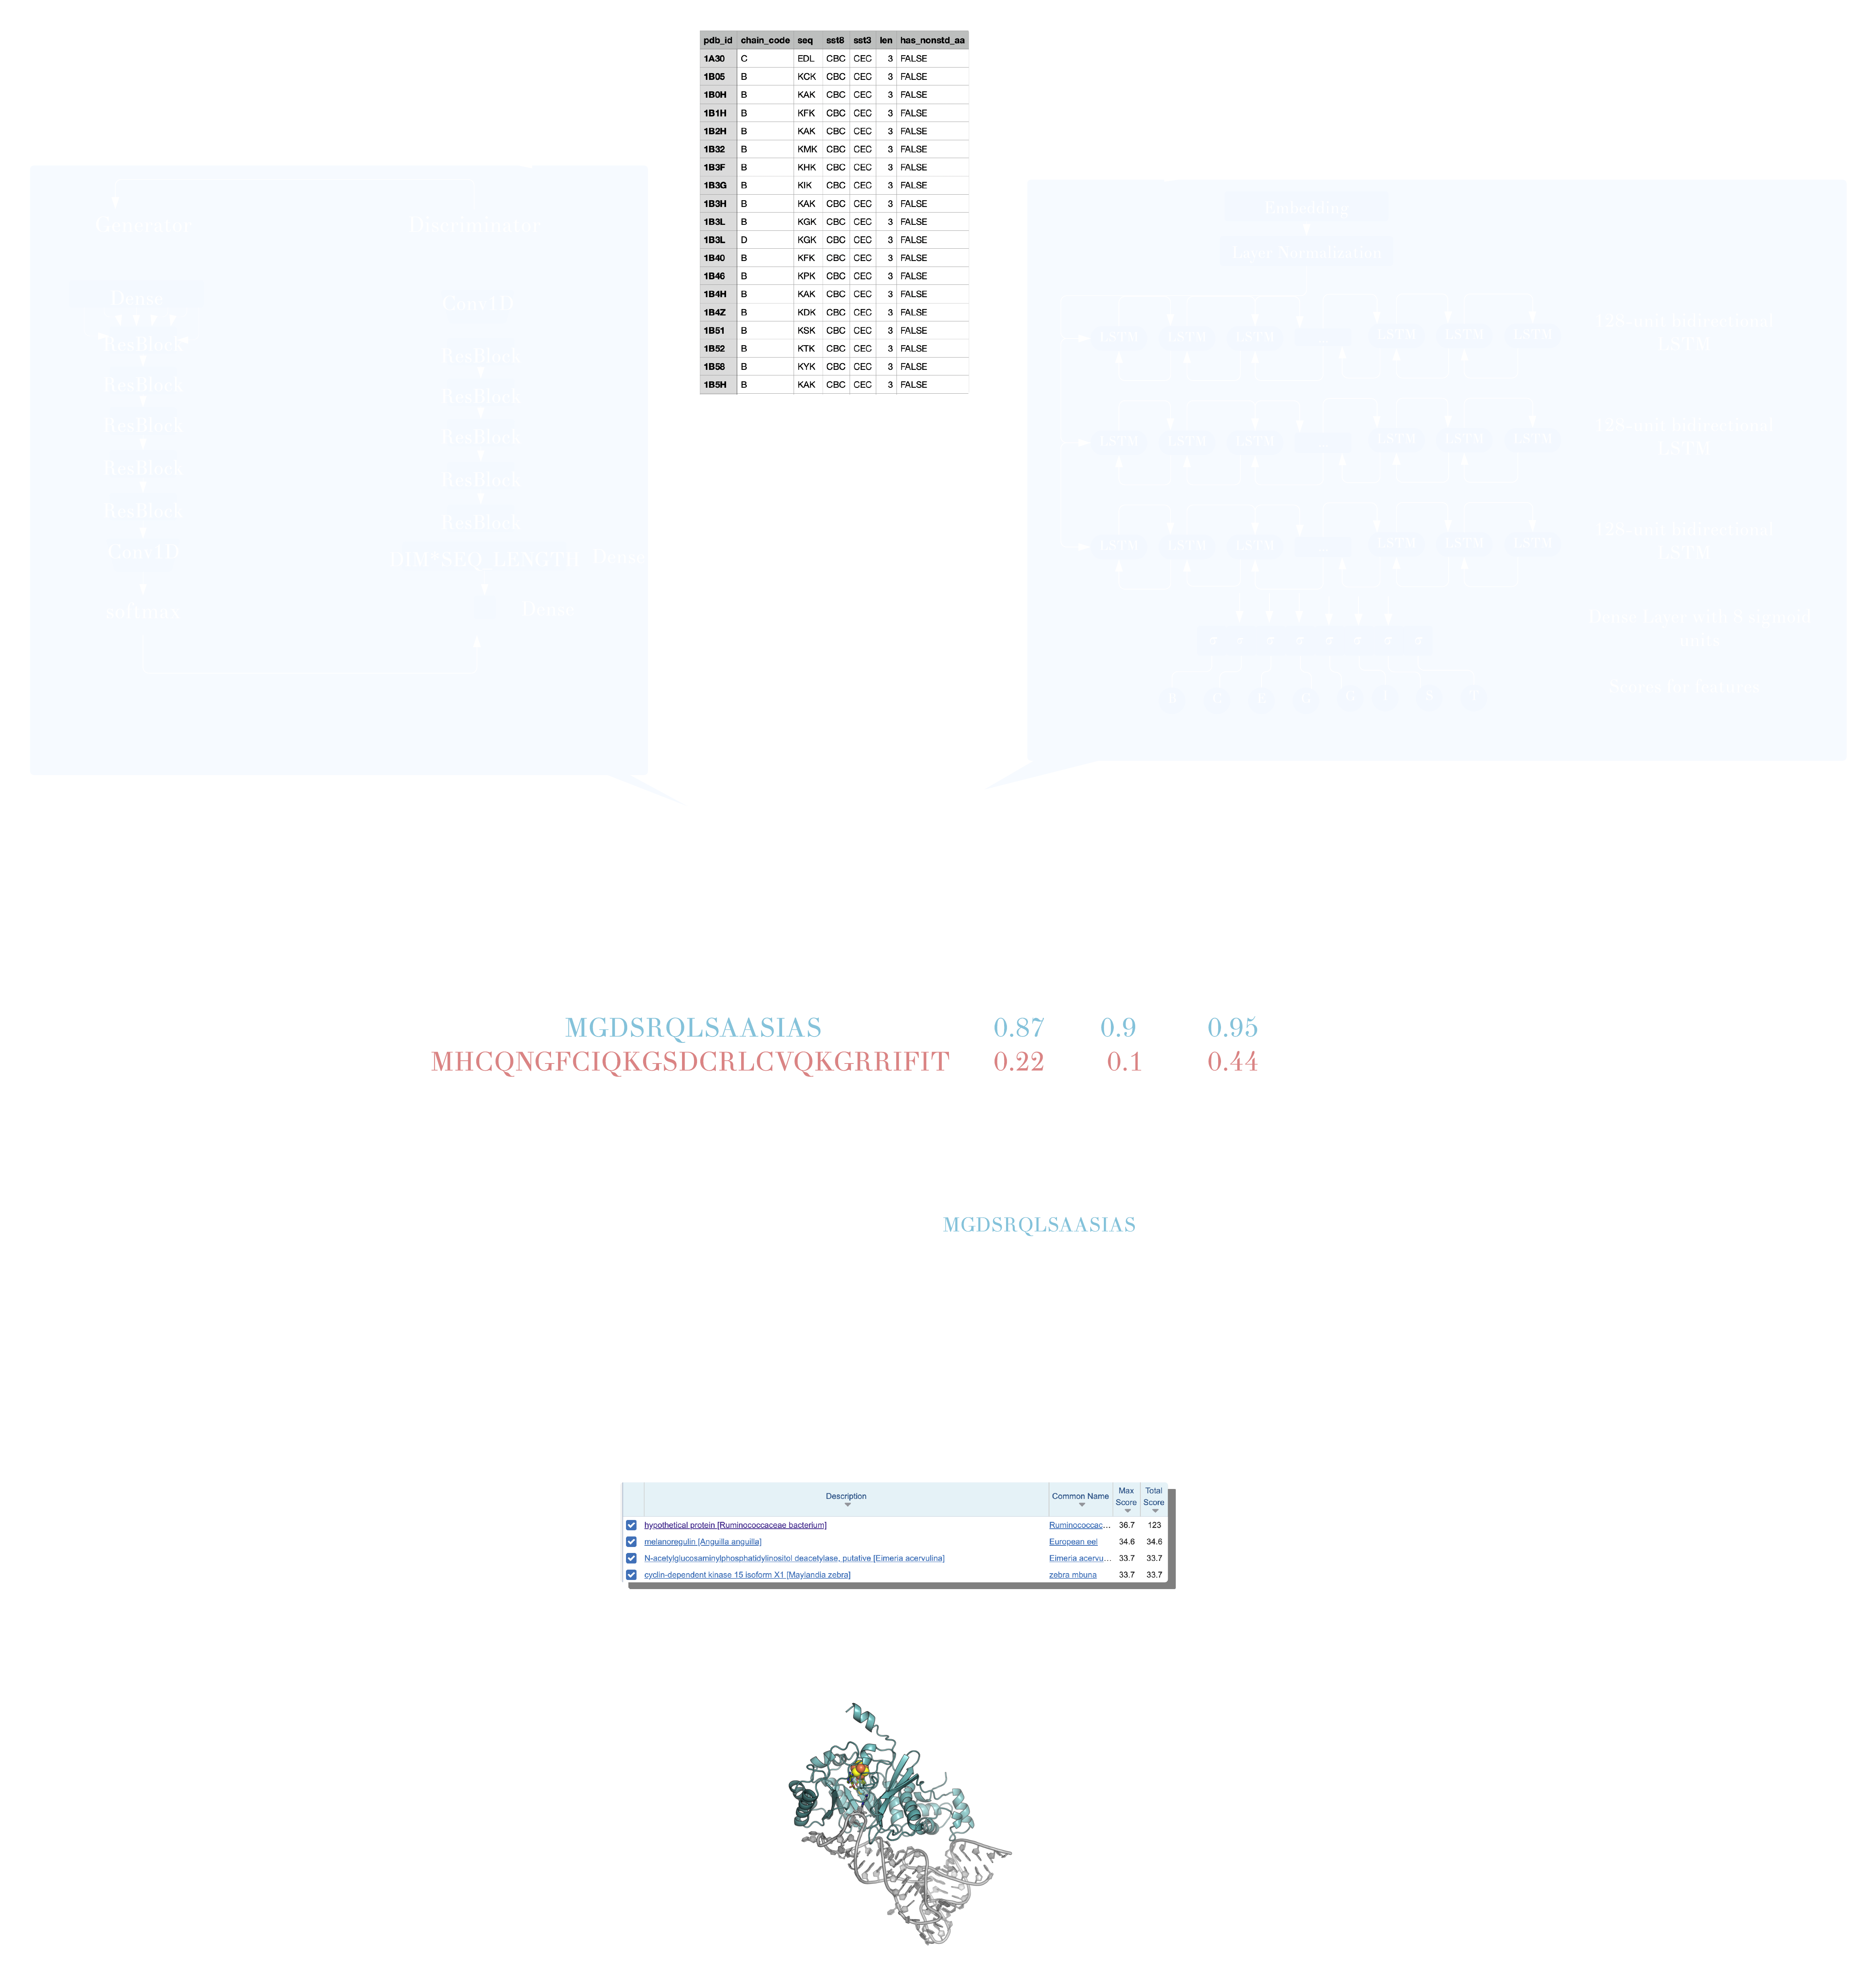 pdb_id chain_code seq sst8 sst3 len has_nonstd_aa
1A30 C EDL CBC CEC 3 FALSE
1B05 B KCK CBC CEC 3 FALSE
1B0H B KAK CBC CEC 3 FALSE
1B1H B KFK CBC CEC 3 FALSE
1B2H B KAK CBC CEC 3 FALSE
1B32 B KMK CBC CEC 3 FALSE
1B3F B KHK CBC CEC 3 FALSE
1B3G B KIK CBC CEC 3 FALSE
1B3H B KAK CBC CEC 3 FALSE
1B3L B KGK CBC CEC 3 FALSE
1B3L D KGK CBC CEC 3 FALSE
1B40 B KFK CBC CEC 3 FALSE
1B46 B KPK CBC CEC 3 FALSE
1B4H B KAK CBC CEC 3 FALSE
1B4Z B KDK CBC CEC 3 FALSE
1B51 B KSK CBC CEC 3 FALSE
1B52 B KTK CBC CEC 3 FALSE
1B58 B KYK CBC CEC 3 FALSE
1B5H B KAK CBC CEC 3 FALSE
Generator Discriminator
Dense
Conv1D
ResBlock
ResBlock
ResBlock
ResBlock
ResBlock
ResBlock
ResBlock
ResBlock
ResBlock
ResBlock
Conv1D
DIM*SEQ_LENGTH Dense
softmax
Dense
Embedding
Layer Normalization
LSTM LSTM LSTM ... LSTM LSTM LSTM
128-unit bidirectional
LSTM
LSTM LSTM LSTM ... LSTM LSTM LSTM
128-unit bidirectional
LSTM
LSTM LSTM LSTM ... LSTM LSTM LSTM
128-unit bidirectional
LSTM
Dense Layer with 8 sigmoid
units
Scores for features
MGDSRQLSAASIAS 0.87 0.9 0.95
MHCQNGFCIQKGSDCRLCVQKGRRIFIT 0.22 0.1 0.44
MGDSRQLSAASIAS
Description Common Name Max Score Total Score
hypothetical protein [Ruminococcaceae bacterium] Ruminococcac... 36.7 123
melanoregulin [Anguilla anguilla] European eel 34.6 34.6
N-acetylglucosaminylphosphatidylinositol deacetylase, putative [Eimeria acervulina] Eimeria acervu... 33.7 33.7
cyclin-dependent kinase 15 isoform X1 [Maylandia zebra] zebra mbuna 33.7 33.7